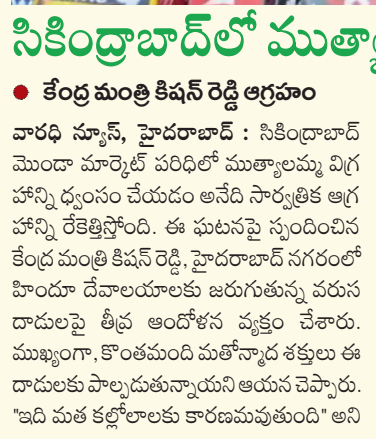 సికింద్రాబాద్‌లో ముత్యా
● కేంద్ర మంత్రి కిషన్ రెడ్డి ఆగ్రహం
వారధి న్యూస్, హైదరాబాద్ : సికింద్రాబాద్
మొండా మార్కెట్ పరిధిలో ముత్యాలమ్మ విగ్ర
హాన్ని ధ్వంసం చేయడం అనేది సార్వత్రిక ఆగ్ర
హాన్ని రేకెత్తిస్తోంది. ఈ ఘటనపై స్పందించిన
కేంద్ర మంత్రి కిషన్ రెడ్డి, హైదరాబాద్ నగరంలో
హిందూ దేవాలయాలకు జరుగుతున్న వరుస
దాడులపై తీవ్ర ఆందోళన వ్యక్తం చేశారు.
ముఖ్యంగా, కొంతమంది మతోన్మాద శక్తులు ఈ
దాడులకు పాల్పడుతున్నాయని ఆయన చెప్పారు.
"ఇది మత కల్లోలాలకు కారణమవుతుంది" అని